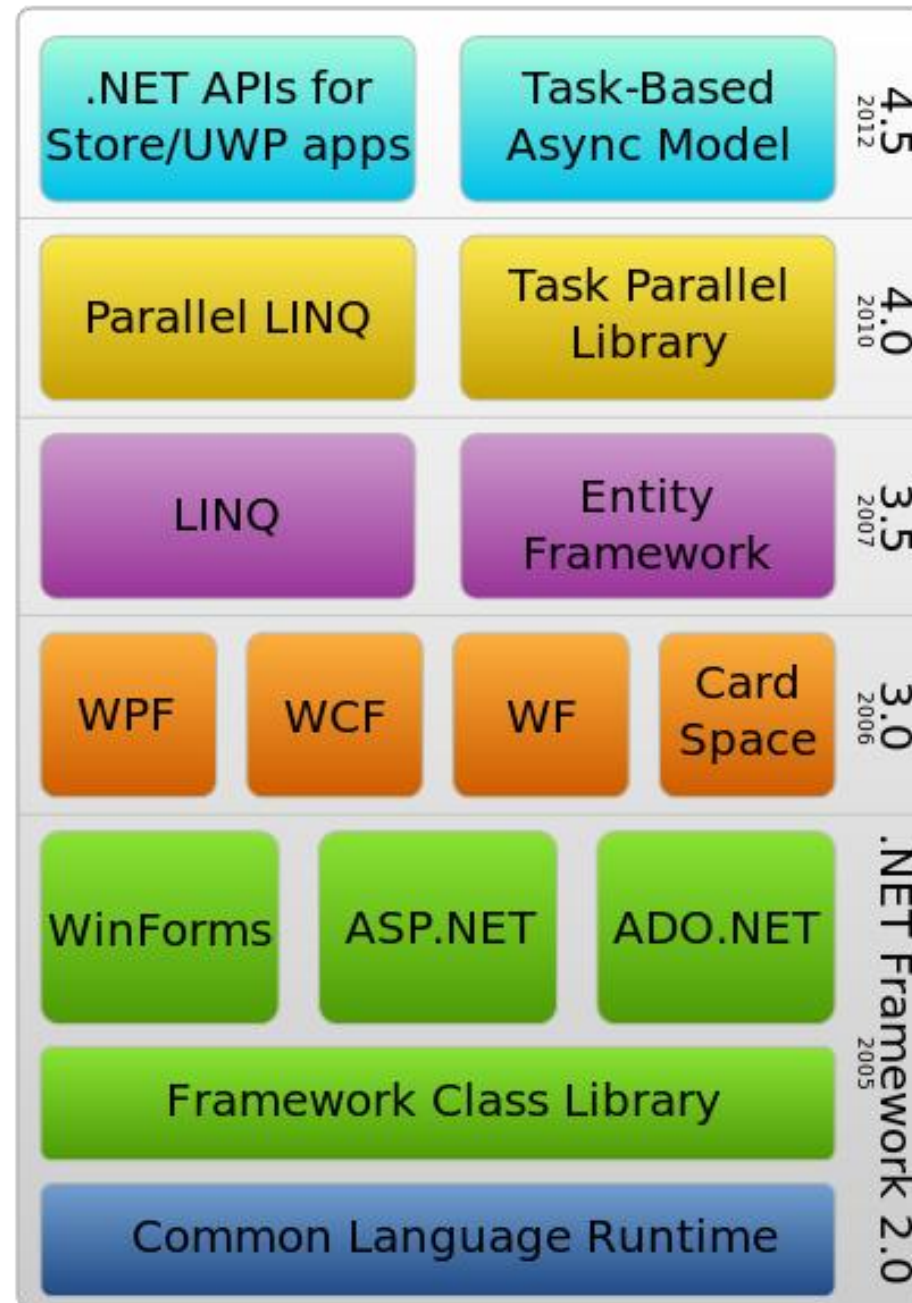 .NET APIs for
Store/UWP apps
Task-Based
Async Model
4.5
2012
Parallel LINQ
Task Parallel
Library
4.0
2010
LINQ
Entity
Framework
3.5
2007
WPF
WCF
WF
Card
Space
3.0
2006
WinForms
ASP.NET
ADO.NET
Framework Class Library
Common Language Runtime
.NET Framework 2.0
2005